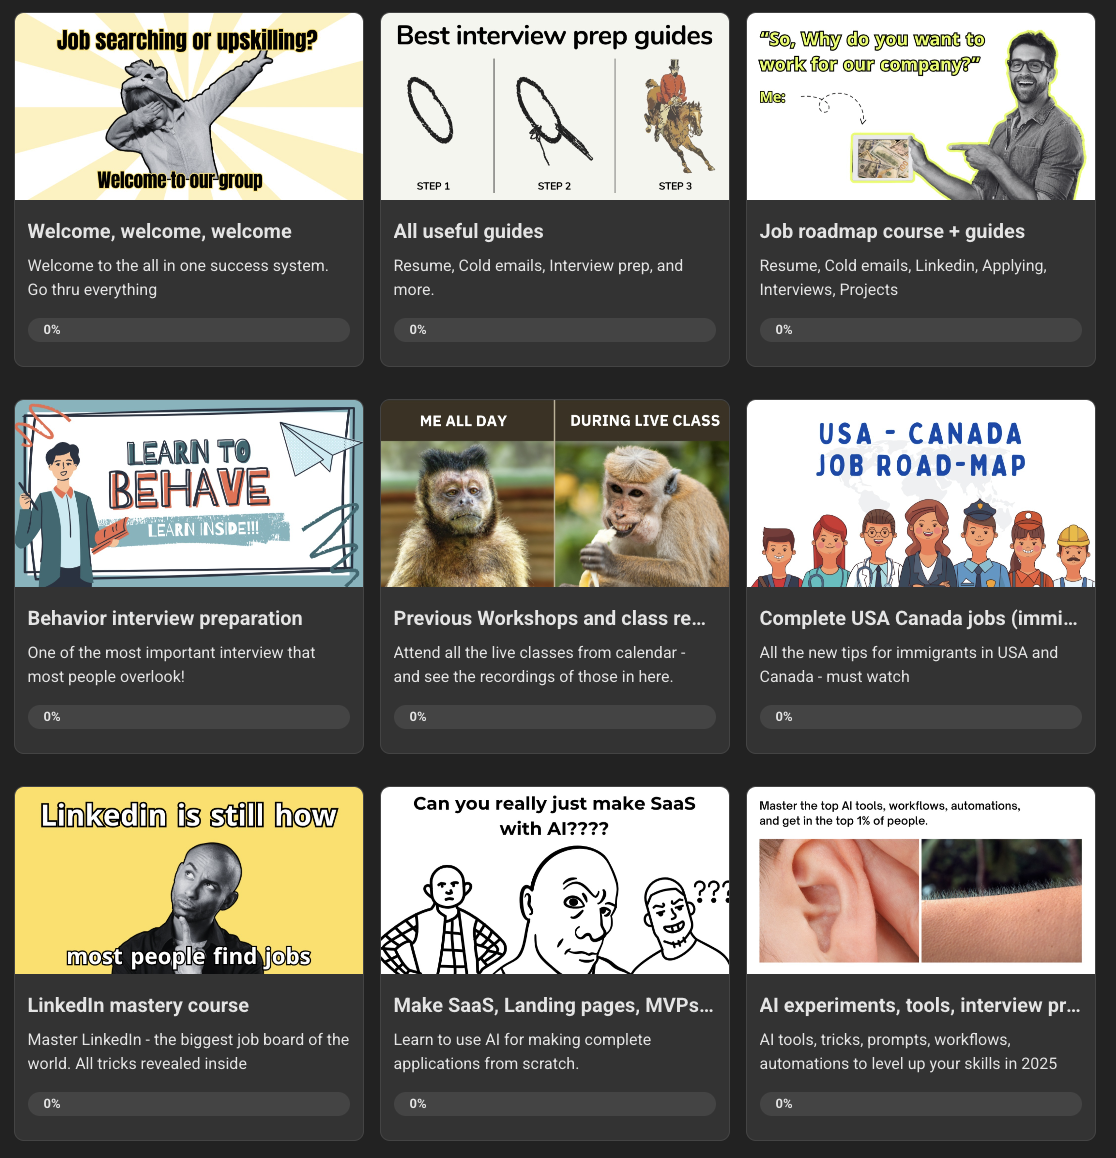 Job searching or upskilling?
Welcome to our group
Welcome, welcome, welcome
Welcome to the all in one success system.
Go thru everything
0%
Best interview prep guides
STEP 1
STEP 2
STEP 3
All useful guides
Resume, Cold emails, Interview prep, and
more.
0%
“So, Why do you want to
work for our company?”
Me:
Job roadmap course + guides
Resume, Cold emails, Linkedin, Applying,
Interviews, Projects
0%
LEARN TO
BEHAVE
LEARN INSIDE!!!
Behavior interview preparation
One of the most important interview that
most people overlook!
0%
ME ALL DAY
DURING LIVE CLASS
Previous Workshops and class re...
Attend all the live classes from calendar -
and see the recordings of those in here.
0%
USA - CANADA
JOB ROAD-MAP
Complete USA Canada jobs (immi...
All the new tips for immigrants in USA and
Canada - must watch
0%
Linkedin is still how
most people find jobs
LinkedIn mastery course
Master LinkedIn - the biggest job board of the
world. All tricks revealed inside
0%
Can you really just make SaaS
with AI????
???
Make SaaS, Landing pages, MVPs...
Learn to use AI for making complete
applications from scratch.
0%
Master the top AI tools, workflows, automations,
and get in the top 1% of people.
AI experiments, tools, interview pr...
AI tools, tricks, prompts, workflows,
automations to level up your skills in 2025
0%